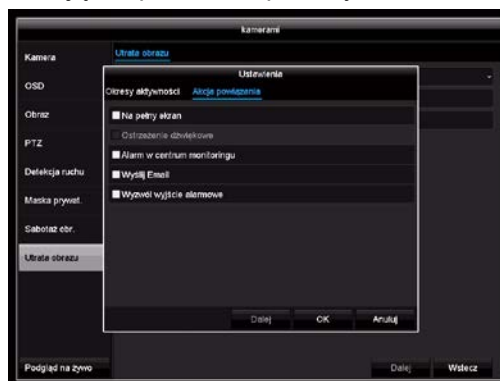 kamerami
Kamera
OSD
Obraz
PTZ
Detekcja ruchu
Maska prywat.
Sabotaż obr.
Utrata obrazu
Podgląd na żywo
Utrata obrazu
Ustawienia
Okresy aktywności Akcja powiązania
Na pełny ekran
Ostrzeżenie dźwiękowe
Alarm w centrum monitoringu
Wyślij Email
Wyzwól wyjście alarmowe
Dalej OK Anuluj
Dalej Wstecz